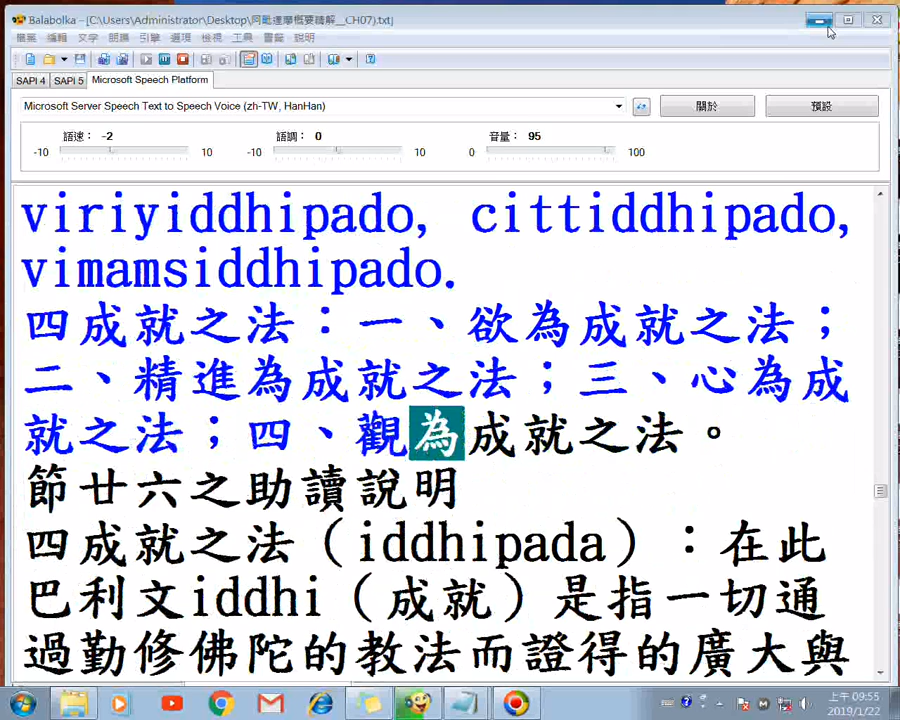 Balabolka - [C:\Users\Administrator\Desktop\阿毗達摩概要精解__CH07).txt]
檔案 編輯 文字 朗讀 引擎 選項 檢視 工具 書籤 說明
SAPI 4 SAPI 5 Microsoft Speech Platform
Microsoft Server Speech Text to Speech Voice (zh-TW, HanHan) 關於 預設
語速： -2 語調： 0 音量： 95
-10 10 -10 10 0 100
viriyiddhipado, cittiddhipado,
vimamsiddhipado.
四成就之法：一、欲為成就之法；
二、精進為成就之法；三、心為成
就之法；四、觀為成就之法。
節廿六之助讀說明
四成就之法（iddhipada）：在此
巴利文iddhi（成就）是指一切通
過勤修佛陀的教法而證得的廣大與
上午 09:55
2019/1/22